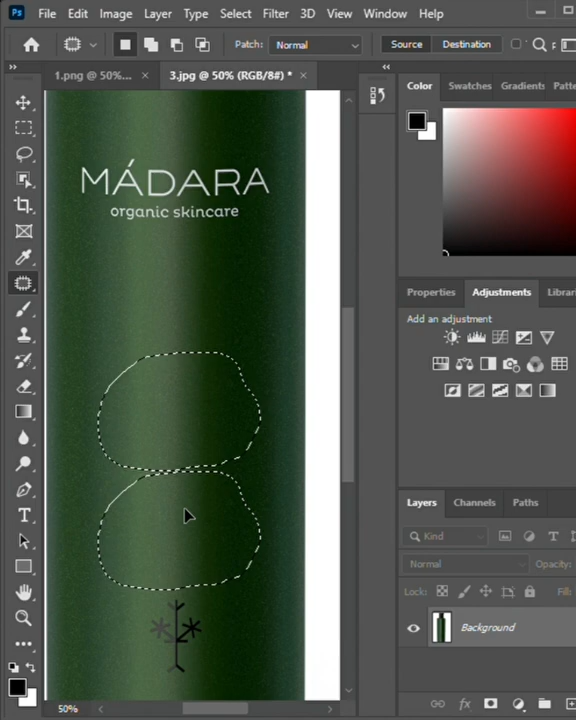 Ps File Edit Image Layer Type Select Filter 3D View Window Help
Patch: Normal Source Destination
1.png @ 50%... × 3.jpg @ 50% (RGB/8#) * ×
Color Swatches Gradients
MÁDARA
organic skincare
Properties Adjustments
Add an adjustment
Layers Channels Paths
Kind
Normal Opacity:
Lock: Fill:
Background
T
50%